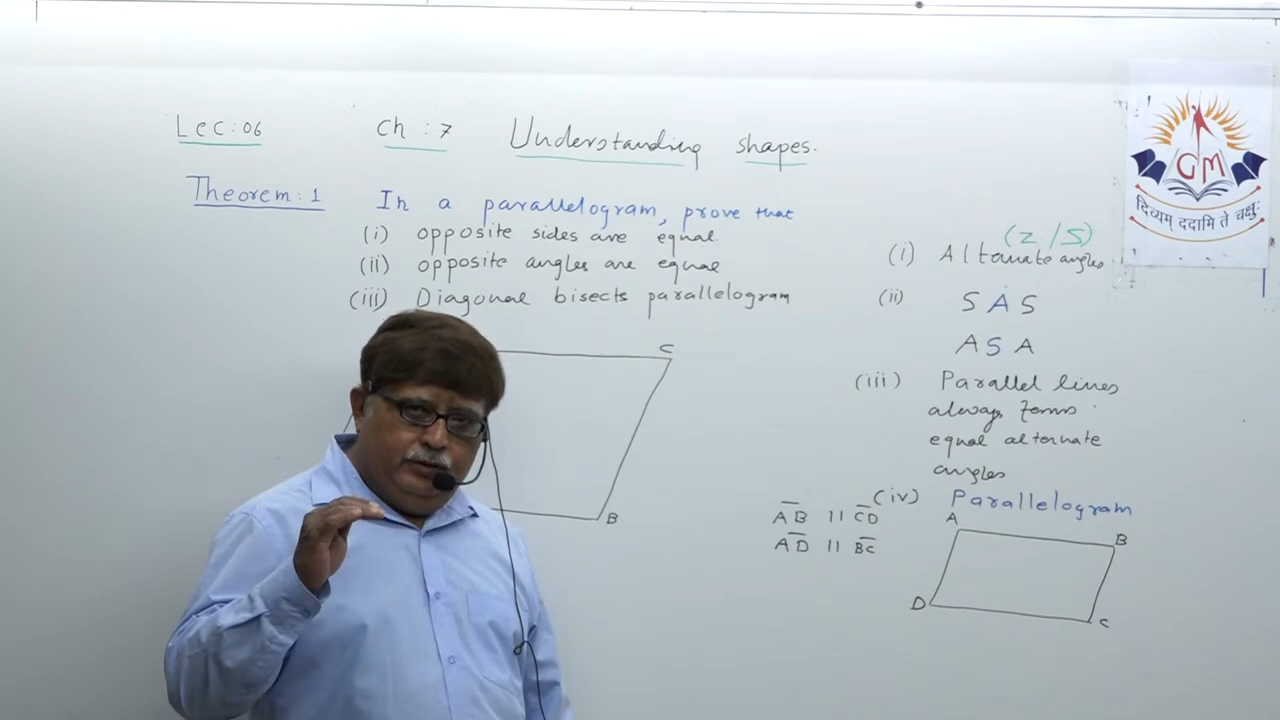 Lec:06 Ch:7 Understanding shapes.
Theorem:1 In a parallelogram, prove that
(i) opposite sides are equal.
(ii) opposite angles are equal
(iii) Diagonal bisects parallelogram
C
B
(Z/S)
(i) Alternate angles
(ii) SAS
ASA
(iii) Parallel lines
always forms
equal alternate
angles
(iv) Parallelogram
AB || CD
AD || BC
A
B
D
C
GM
दिव्यम् ददामि ते चक्षुः